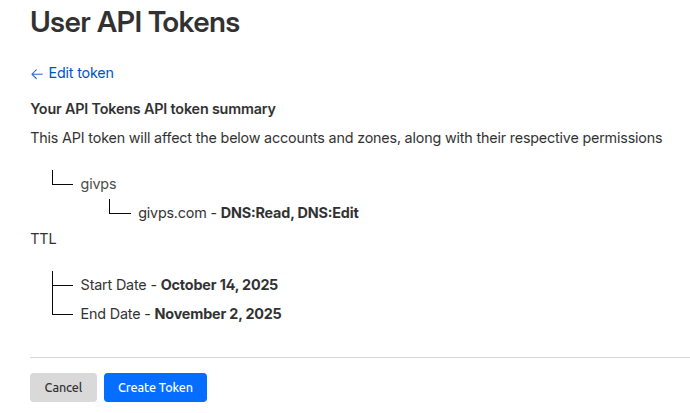 User API Tokens
← Edit token
Your API Tokens API token summary
This API token will affect the below accounts and zones, along with their respective permissions
givps
givps.com - DNS:Read, DNS:Edit
TTL
Start Date - October 14, 2025
End Date - November 2, 2025
Cancel Create Token